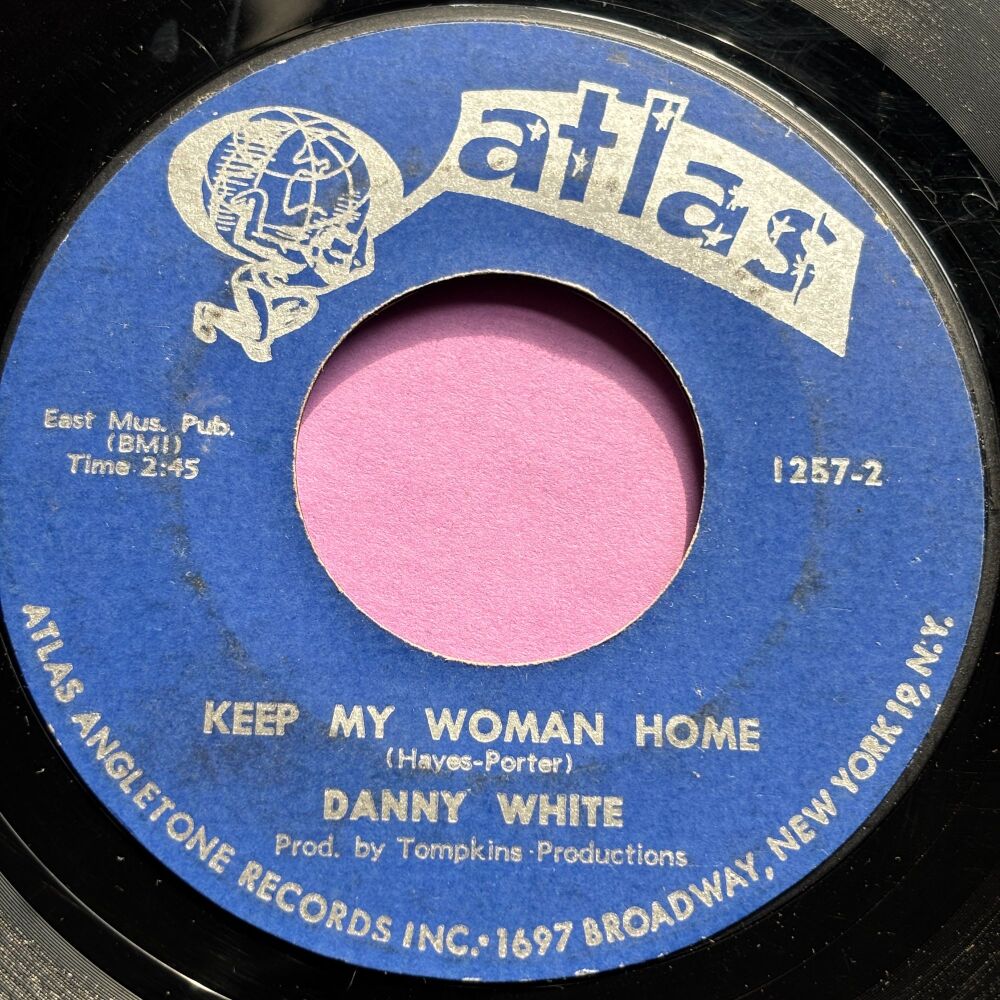 atlas
East Mus. Pub.
(BMI)
Time 2:45
1257-2
KEEP MY WOMAN HOME
(Hayes-Porter)
DANNY WHITE
Prod. by Tompkins Productions
ATLAS ANGLETONE RECORDS INC.•1697 BROADWAY, NEW YORK 19, N.Y.